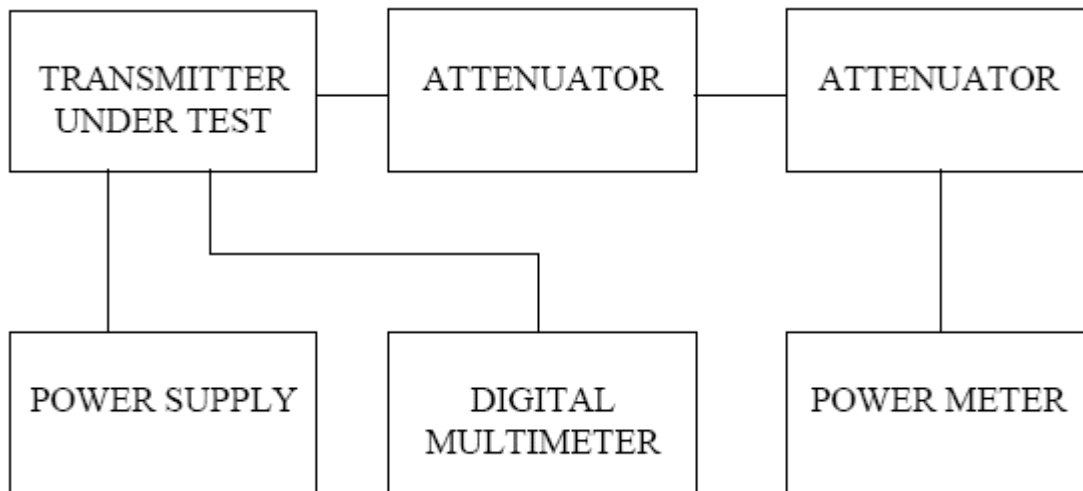 TRANSMITTER
UNDER TEST
ATTENUATOR
ATTENUATOR
POWER SUPPLY
DIGITAL
MULTIMETER
POWER METER